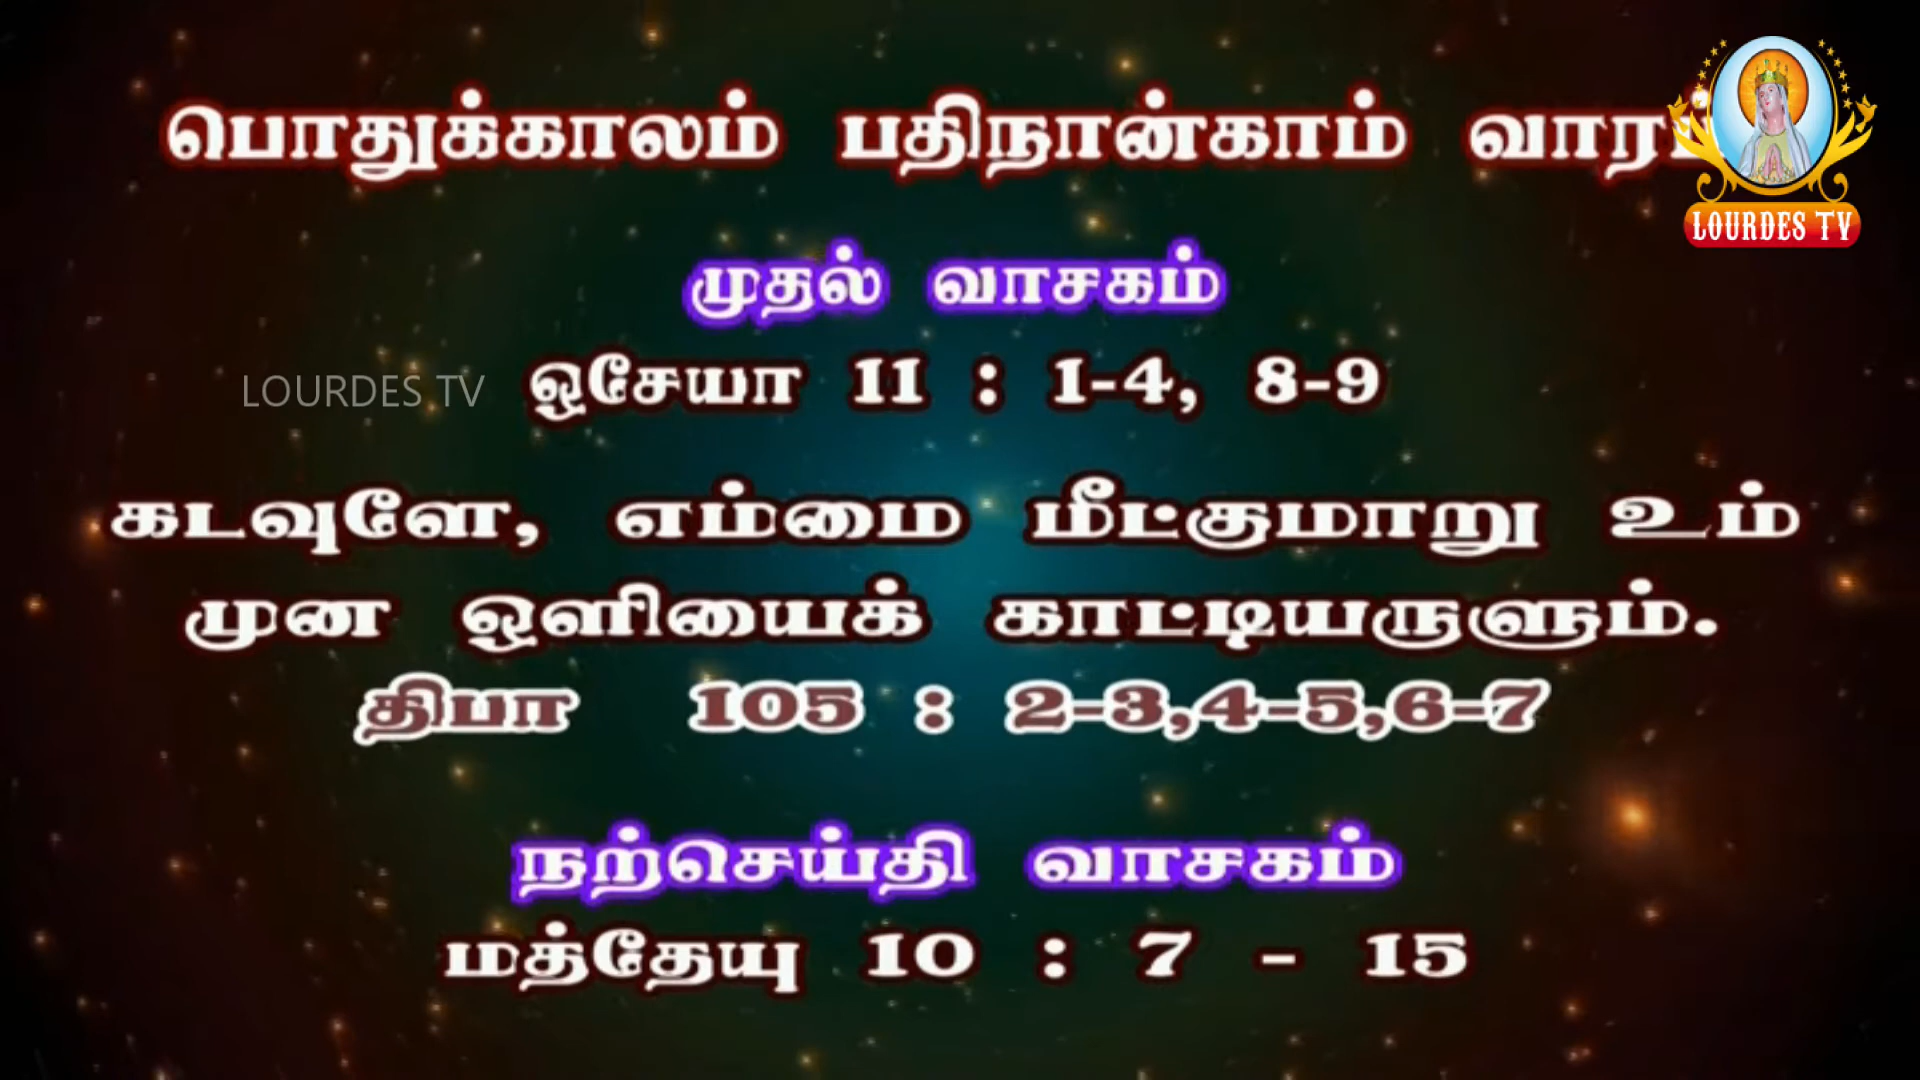 பொதுக்காலம் பதிநான்காம் வாரம்
LOURDES TV
முதல் வாசகம்
LOURDES TV
ஓசேயா 11 : 1-4, 8-9
கடவுளே, எம்மை மீட்குமாறு உம்
முன ஒளியைக் காட்டியருளும்.
திபா 105 : 2-3,4-5,6-7
நற்செய்தி வாசகம்
மத்தேயு 10 : 7 - 15